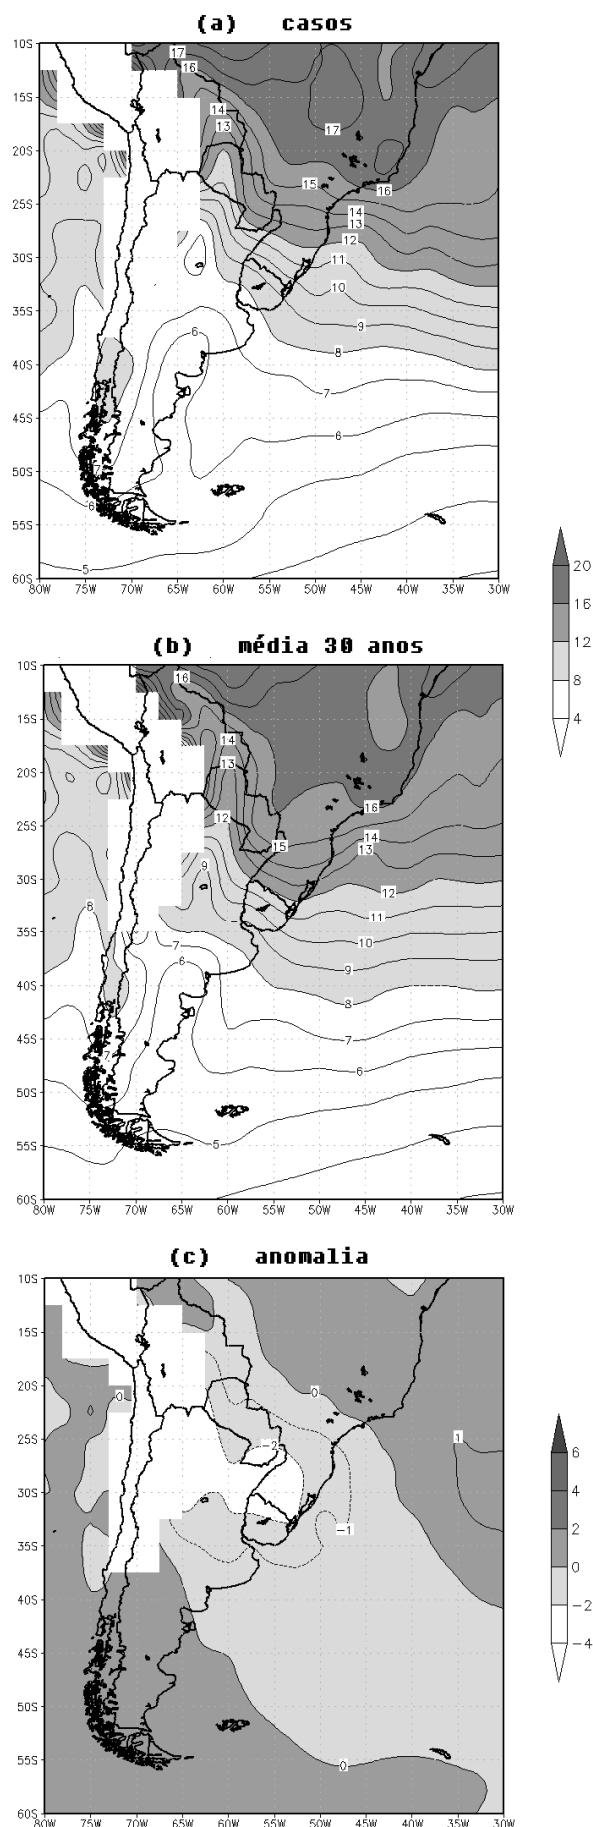 (a) casos
10S
17
16
15S
14
13
17
20S
15
16
25S
14
13
12
11
30S
10
35S
9
6
8
40S
7
45S
6
50S
7
6
55S
5
60S
80W 75W 70W 65W 60W 55W 50W 45W 40W 35W 30W
20
16
12
8
4
(b) média 30 anos
10S
16
15S
14
13
20S
16
12
25S
14
15
13
9
30S
12
8
11
35S
7
10
6
9
40S
8
45S
7
7
6
50S
55S
5
60S
80W 75W 70W 65W 60W 55W 50W 45W 40W 35W 30W
(c) anomalia
10S
15S
20S
0
0
25S
1
-2
30S
-1
35S
40S
45S
50S
55S
0
60S
80W 75W 70W 65W 60W 55W 50W 45W 40W 35W 30W
6
4
2
0
-2
-4